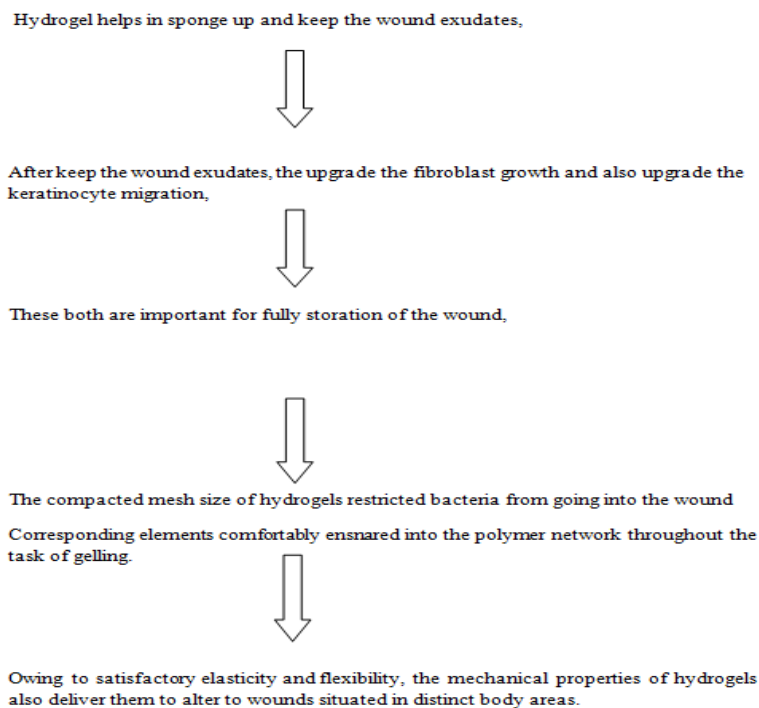 Hydrogel helps in sponge up and keep the wound exudates,
After keep the wound exudates, the upgrade the fibroblast growth and also upgrade the
keratinocyte migration,
These both are important for fully storation of the wound,
The compacted mesh size of hydrogels restricted bacteria from going into the wound
Corresponding elements comfortably ensnared into the polymer network throughout the
task of gelling.
Owing to satisfactory elasticity and flexibility, the mechanical properties of hydrogels
also deliver them to alter to wounds situated in distinct body areas.